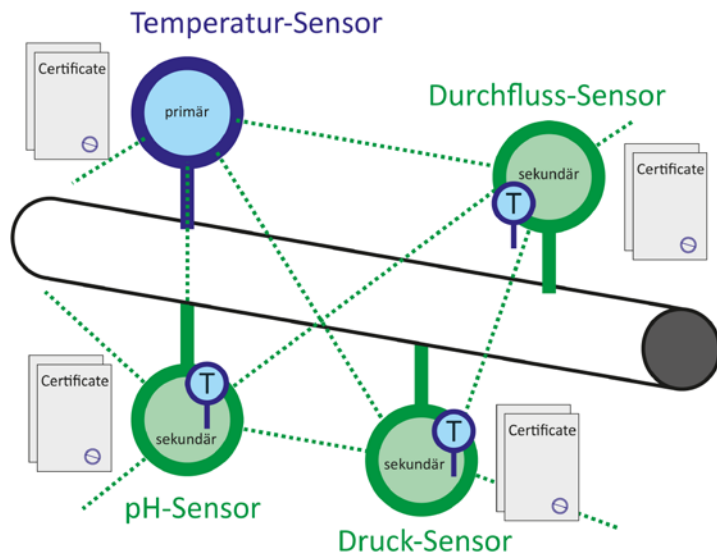 Temperatur-Sensor
Certificate
primär
Durchfluss-Sensor
sekundär
Certificate
T
Certificate
T
sekundär
pH-Sensor
T
sekundär
Certificate
Druck-Sensor